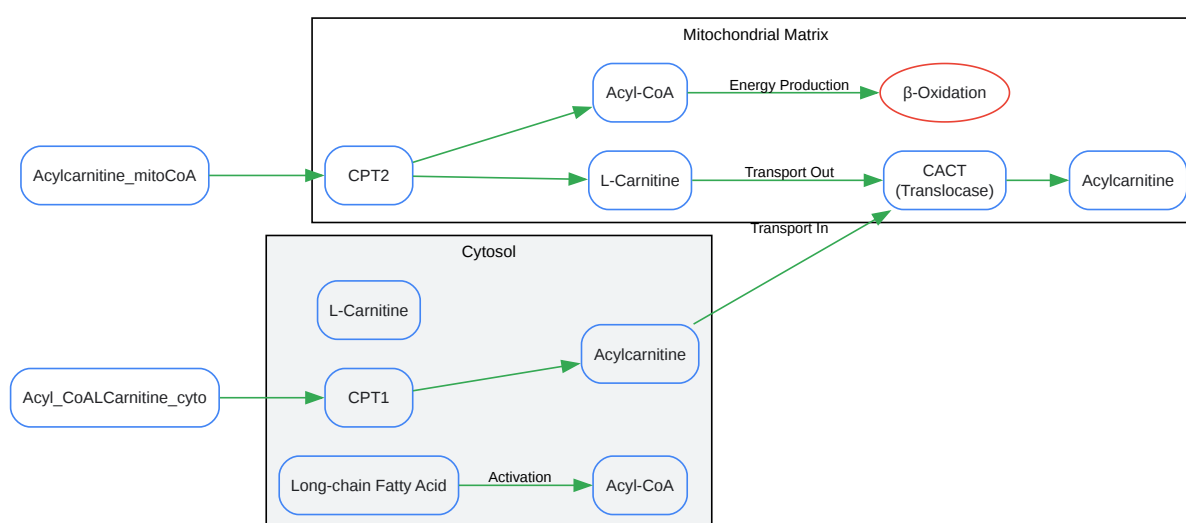 Mitochondrial Matrix
Acyl-CoA
Energy Production
β-Oxidation
Acylcarnitine_mitoCoA
CPT2
L-Carnitine
Transport Out
CACT
(Translocase)
Acylcarnitine
Transport In
Cytosol
L-Carnitine
Acylcarnitine
Acyl_CoALCarnitine_cyto
CPT1
Long-chain Fatty Acid
Activation
Acyl-CoA